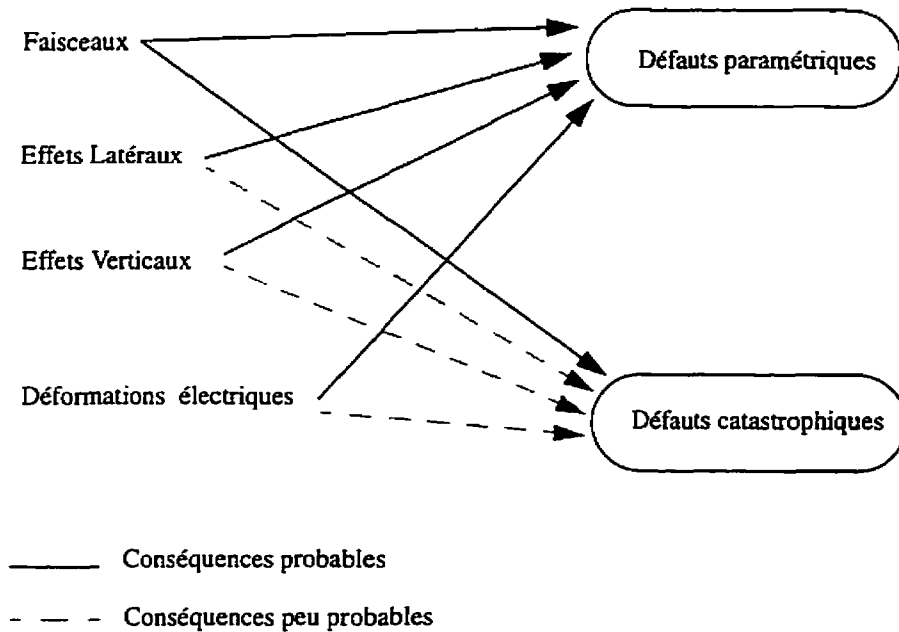 Faisceaux
Défauts paramétriques
Effets Latéraux
Effets Verticaux
Déformations électriques
Défauts catastrophiques
Conséquences probables
Conséquences peu probables